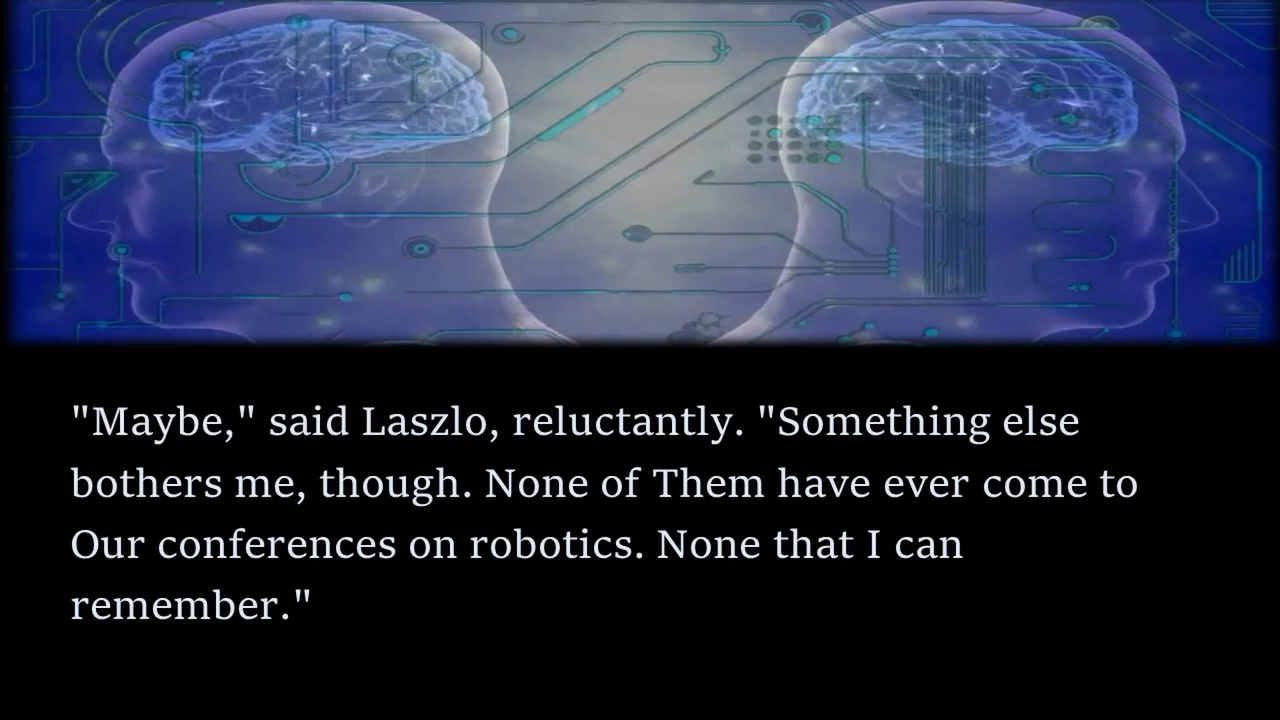 "Maybe," said Laszlo, reluctantly. "Something else
bothers me, though. None of Them have ever come to
Our conferences on robotics. None that I can
remember."